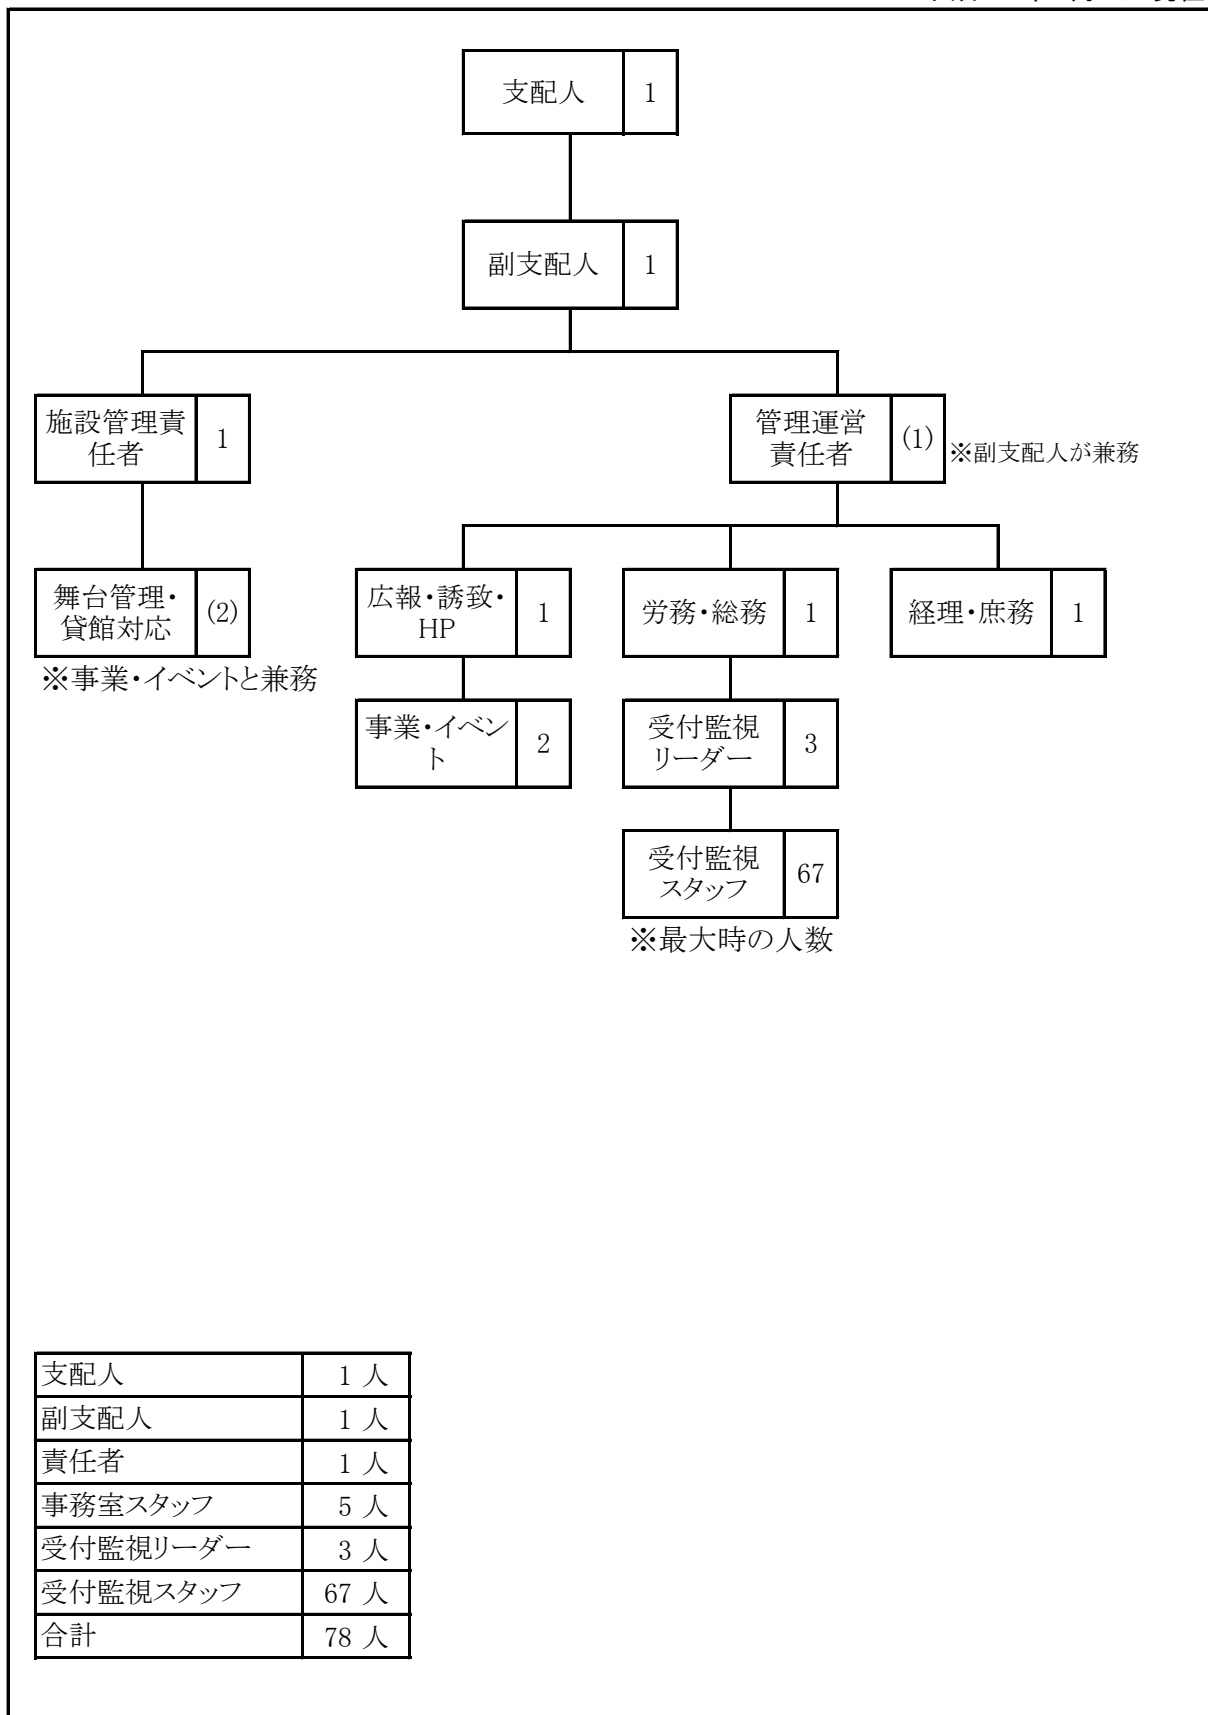 支配人 1
副支配人 1
施設管理責
任者
1
管理運営
責任者
(1)
※副支配人が兼務
舞台管理・
貸館対応
(2)
※事業・イベントと兼務
広報・誘致・
HP
1
労務・総務 1
経理・庶務 1
事業・イベン
ト
2
受付監視
リーダー
3
受付監視
スタッフ
67
※最大時の人数
支配人 1 人
副支配人 1 人
責任者 1 人
事務室スタッフ 5 人
受付監視リーダー 3 人
受付監視スタッフ 67 人
合計 78 人